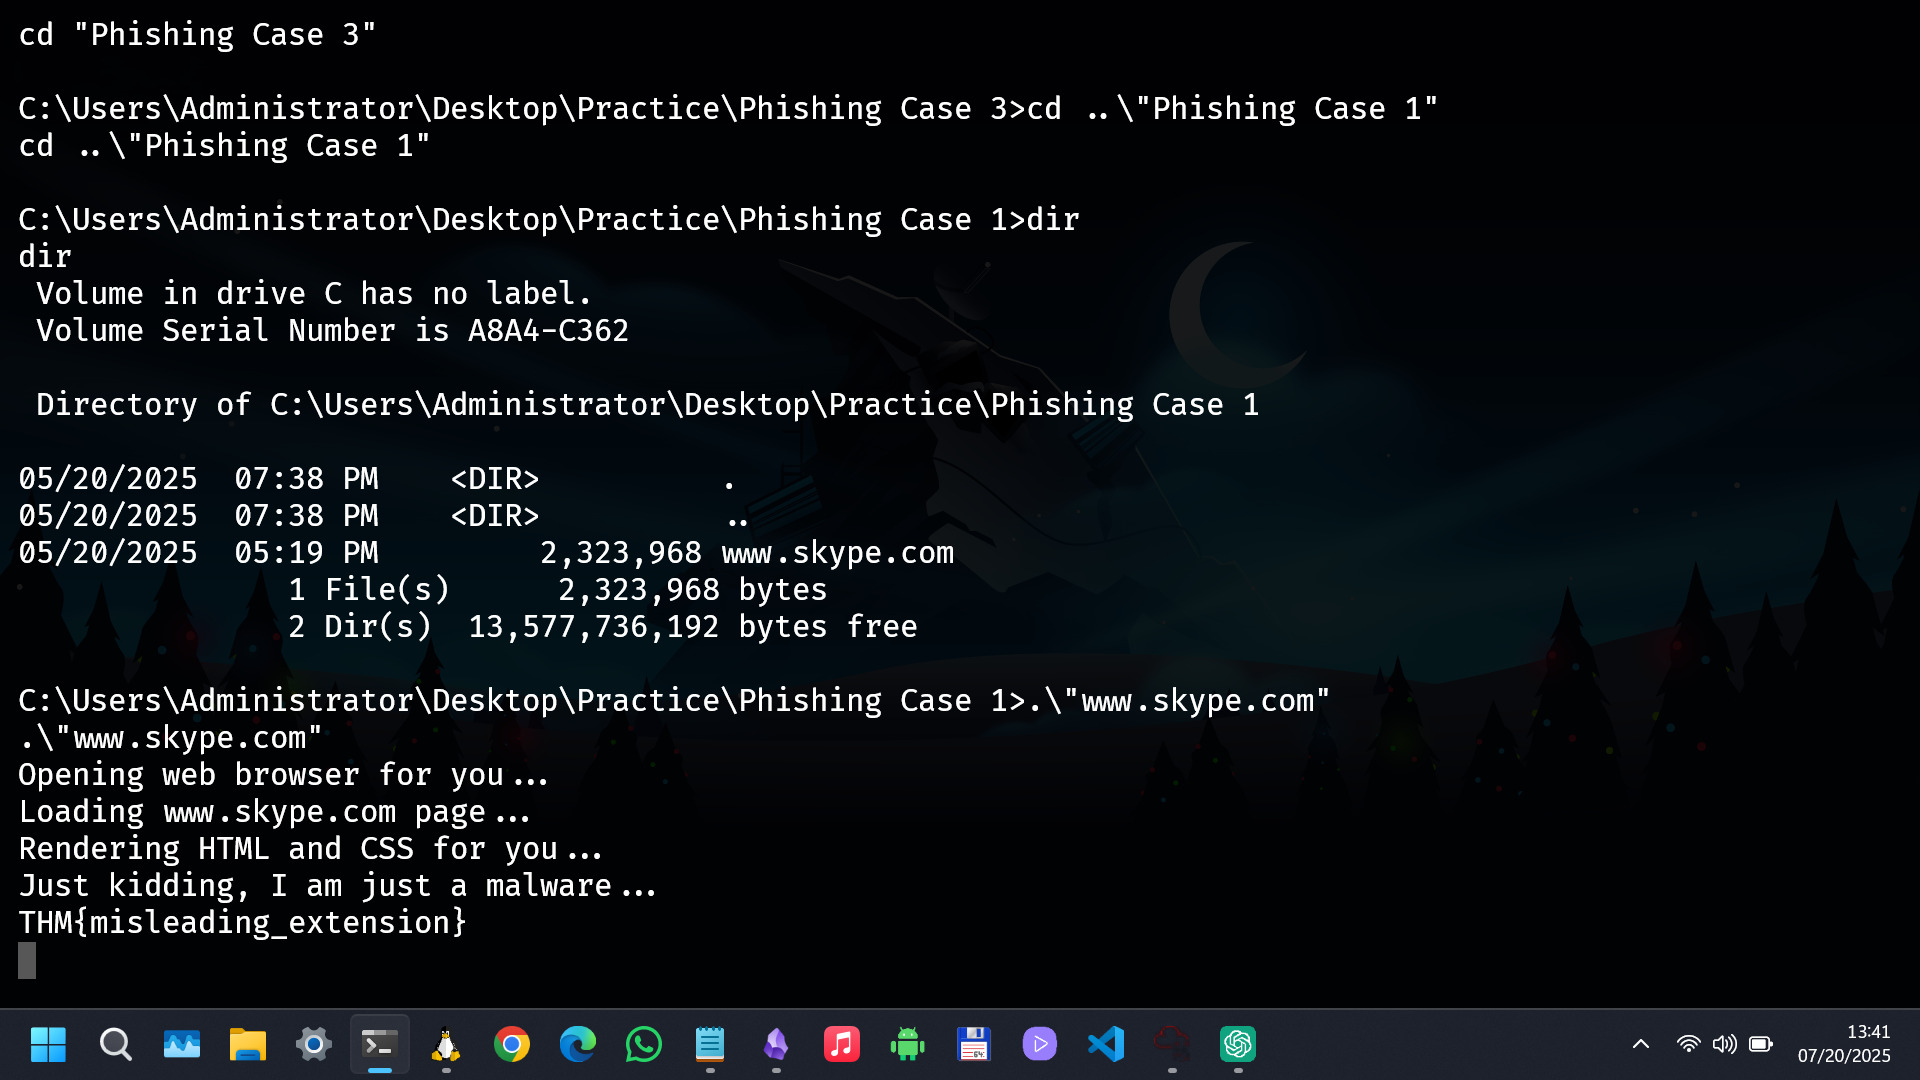 cd "Phishing Case 3"
C:\Users\Administrator\Desktop\Practice\Phishing Case 3>cd ..\"Phishing Case 1"
cd ..\"Phishing Case 1"
C:\Users\Administrator\Desktop\Practice\Phishing Case 1>dir
dir
 Volume in drive C has no label.
 Volume Serial Number is A8A4-C362
 Directory of C:\Users\Administrator\Desktop\Practice\Phishing Case 1
05/20/2025  07:38 PM    <DIR>          .
05/20/2025  07:38 PM    <DIR>          ..
05/20/2025  05:19 PM         2,323,968 www.skype.com
               1 File(s)      2,323,968 bytes
               2 Dir(s)  13,577,736,192 bytes free
C:\Users\Administrator\Desktop\Practice\Phishing Case 1>.\"www.skype.com"
.\"www.skype.com"
Opening web browser for you...
Loading www.skype.com page...
Rendering HTML and CSS for you...
Just kidding, I am just a malware...
THM{misleading_extension}
64
13:41
07/20/2025